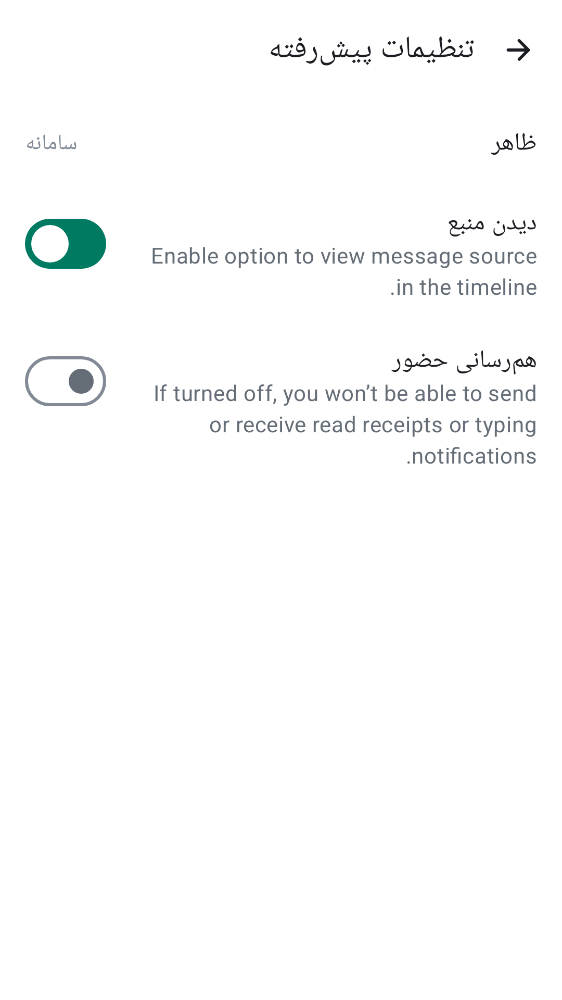 تنظیمات پیش‌رفته
ظاهر
سامانه
دیدن منبع
Enable option to view message source
in the timeline.
هم‌رسانی حضور
If turned off, you won’t be able to send
or receive read receipts or typing
notifications.